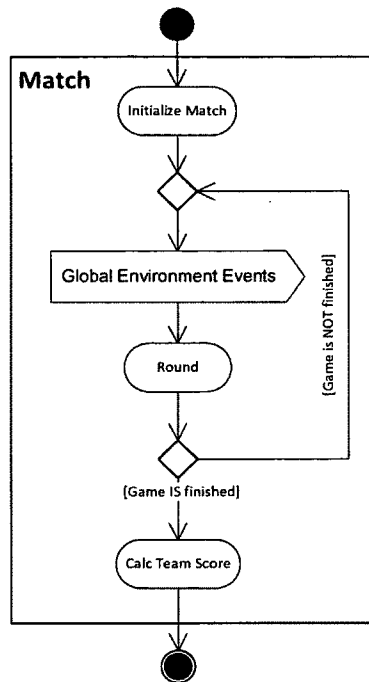 Match
Initialize Match
Global Environment Events
[Game is NOT finished]
Round
[Game IS finished]
Calc Team Score